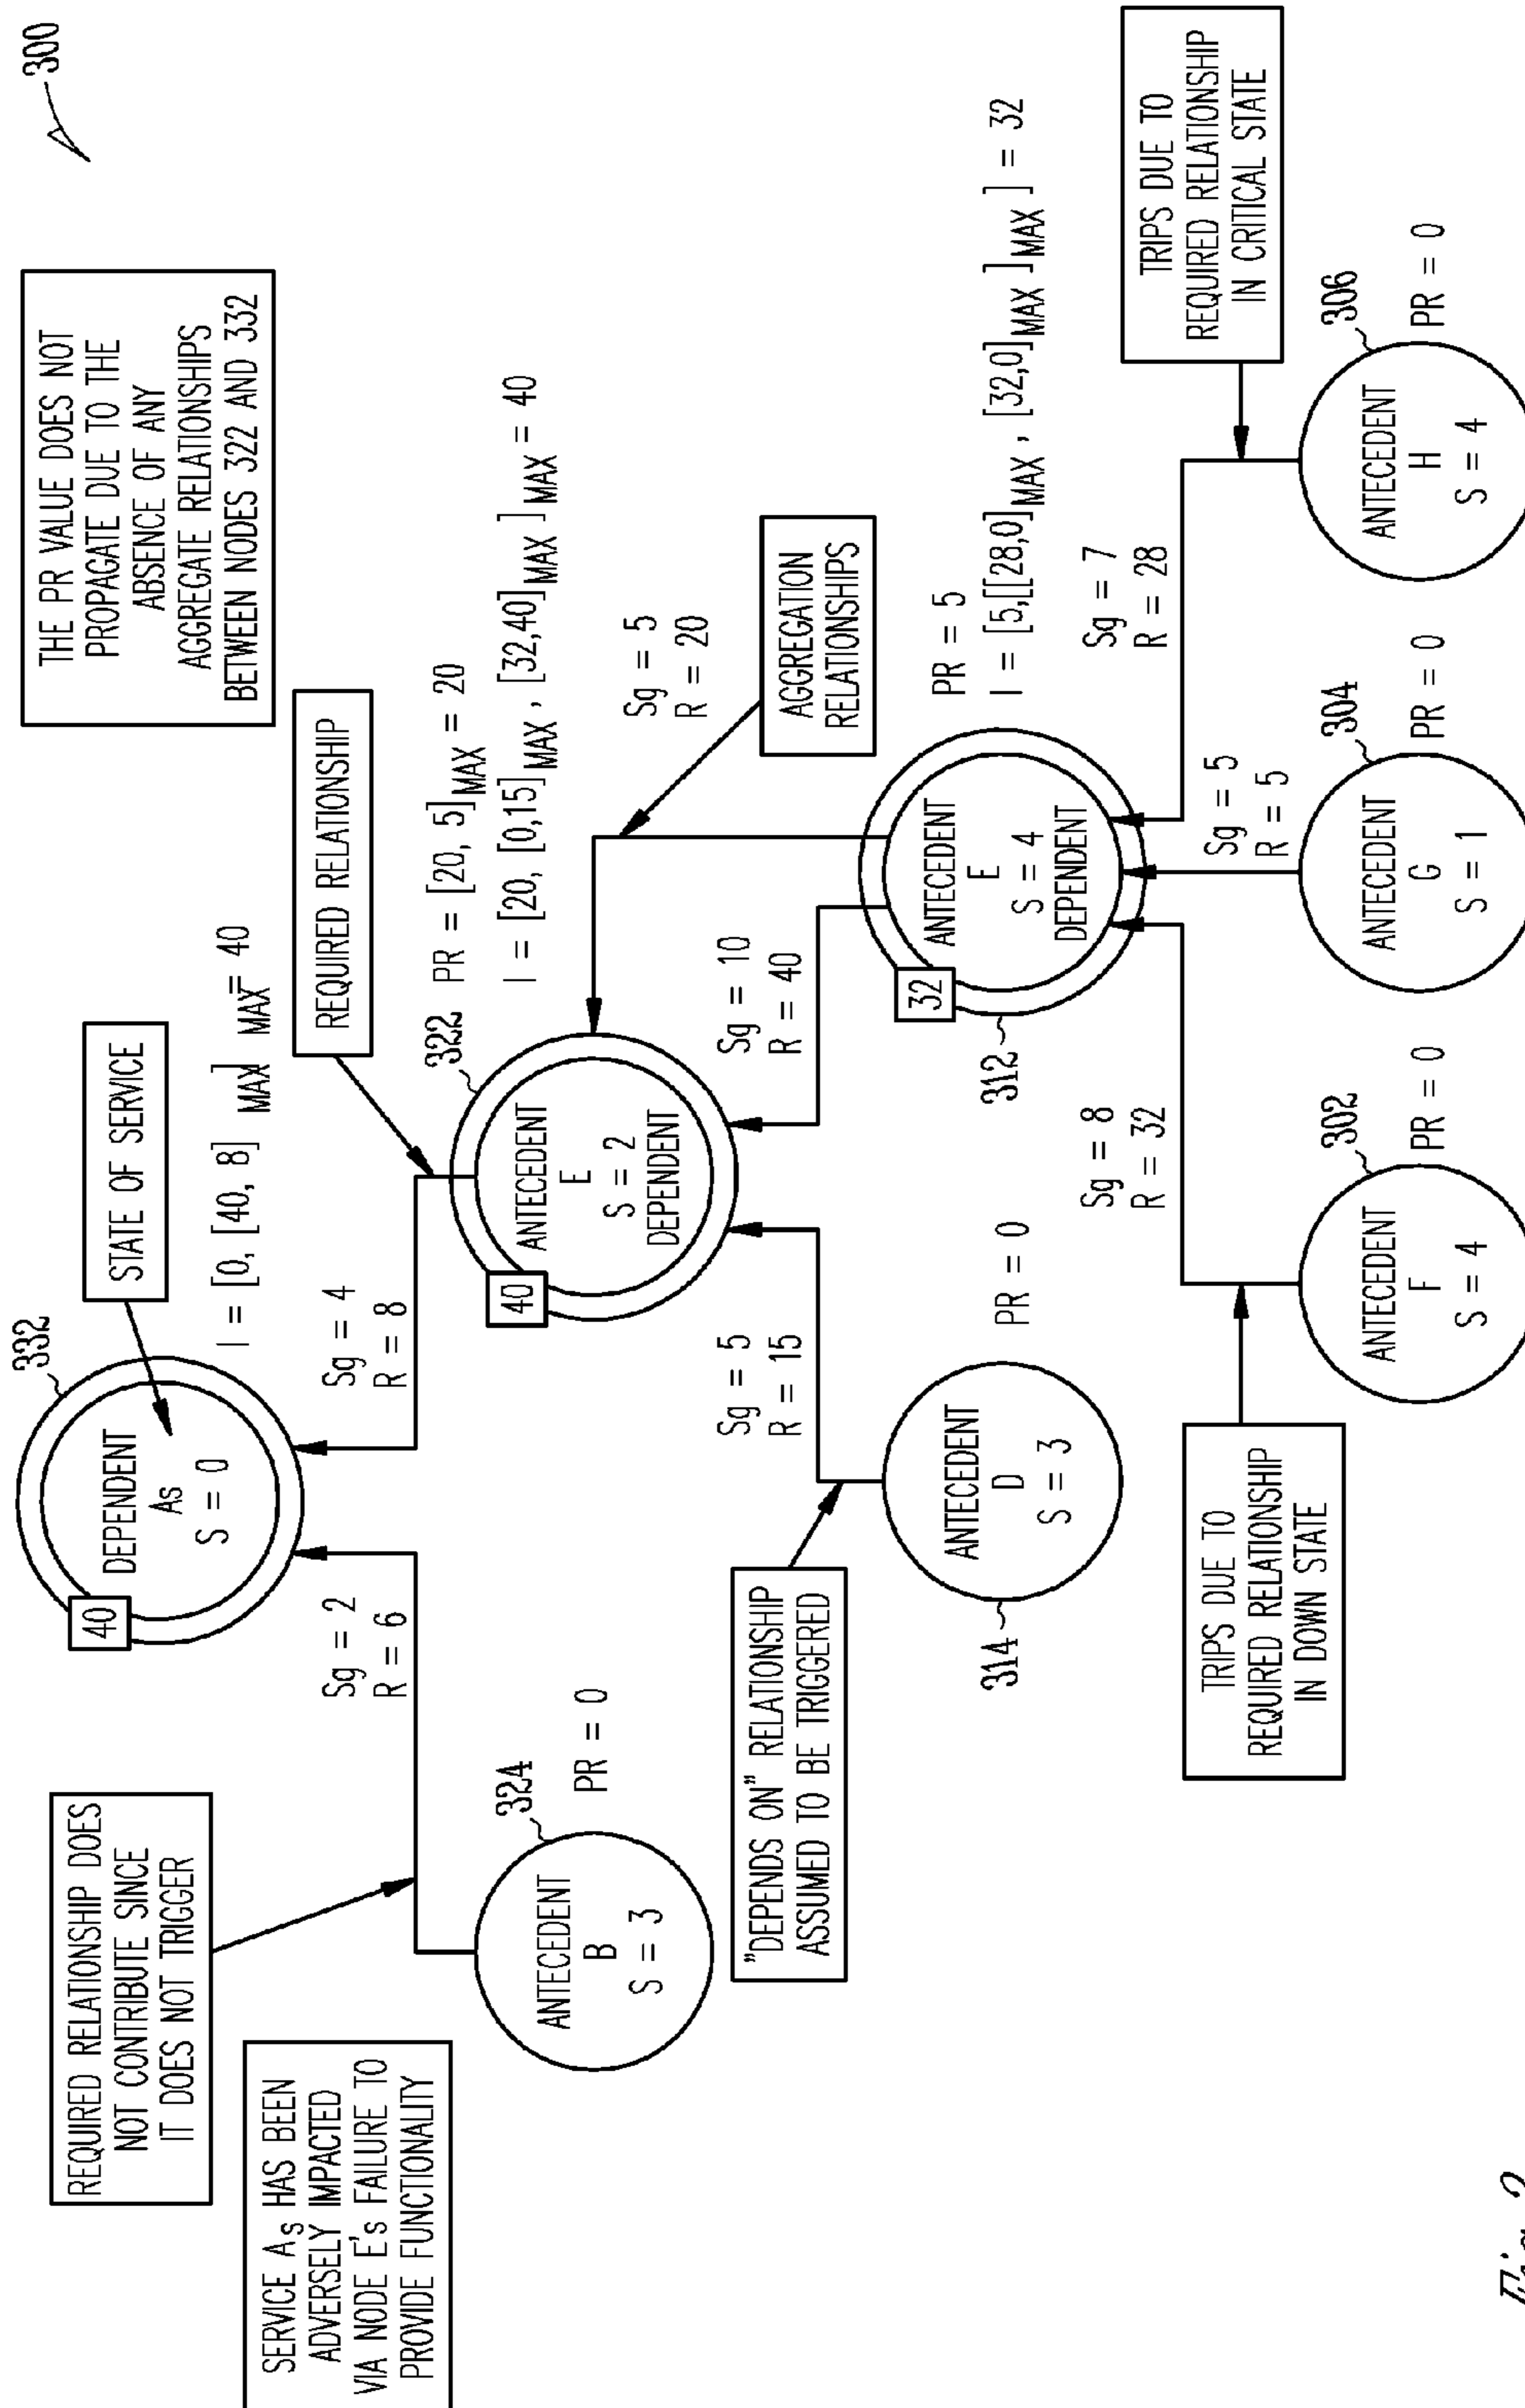 300
THE PR VALUE DOES NOT
PROPAGATE DUE TO THE
ABSENCE OF ANY
AGGREGATE RELATIONSHIPS
BETWEEN NODES 322 AND 332
STATE OF SERVICE
332
40
DEPENDENT
As
S = 0
I = [0, [40, 8] MAX] MAX = 40
REQUIRED RELATIONSHIP DOES
NOT CONTRIBUTE SINCE
IT DOES NOT TRIGGER
SERVICE As HAS BEEN
ADVERSELY IMPACTED
VIA NODE E's FAILURE TO
PROVIDE FUNCTIONALITY
Sg = 2
R = 6
Sg = 4
R = 8
REQUIRED RELATIONSHIP
324
ANTECEDENT
B
S = 3
PR = 0
322
40
ANTECEDENT
E
S = 2
DEPENDENT
PR = [20, 5]MAX = 20
I = [20, [0,15]MAX , [32,40]MAX ]MAX = 40
Sg = 5
R = 20
AGGREGATION
RELATIONSHIPS
"DEPENDS ON" RELATIONSHIP
ASSUMED TO BE TRIGGERED
Sg = 5
R = 15
Sg = 10
R = 40
314
ANTECEDENT
D
S = 3
PR = 0
312
32
ANTECEDENT
E
S = 4
DEPENDENT
PR = 5
I = [5,[[28,0]MAX , [32,0]MAX ]MAX ] = 32
TRIPS DUE TO
REQUIRED RELATIONSHIP
IN DOWN STATE
Sg = 8
R = 32
Sg = 5
R = 5
Sg = 7
R = 28
TRIPS DUE TO
REQUIRED RELATIONSHIP
IN CRITICAL STATE
302
ANTECEDENT
F
S = 4
PR = 0
304
ANTECEDENT
G
S = 1
PR = 0
306
ANTECEDENT
H
S = 4
PR = 0